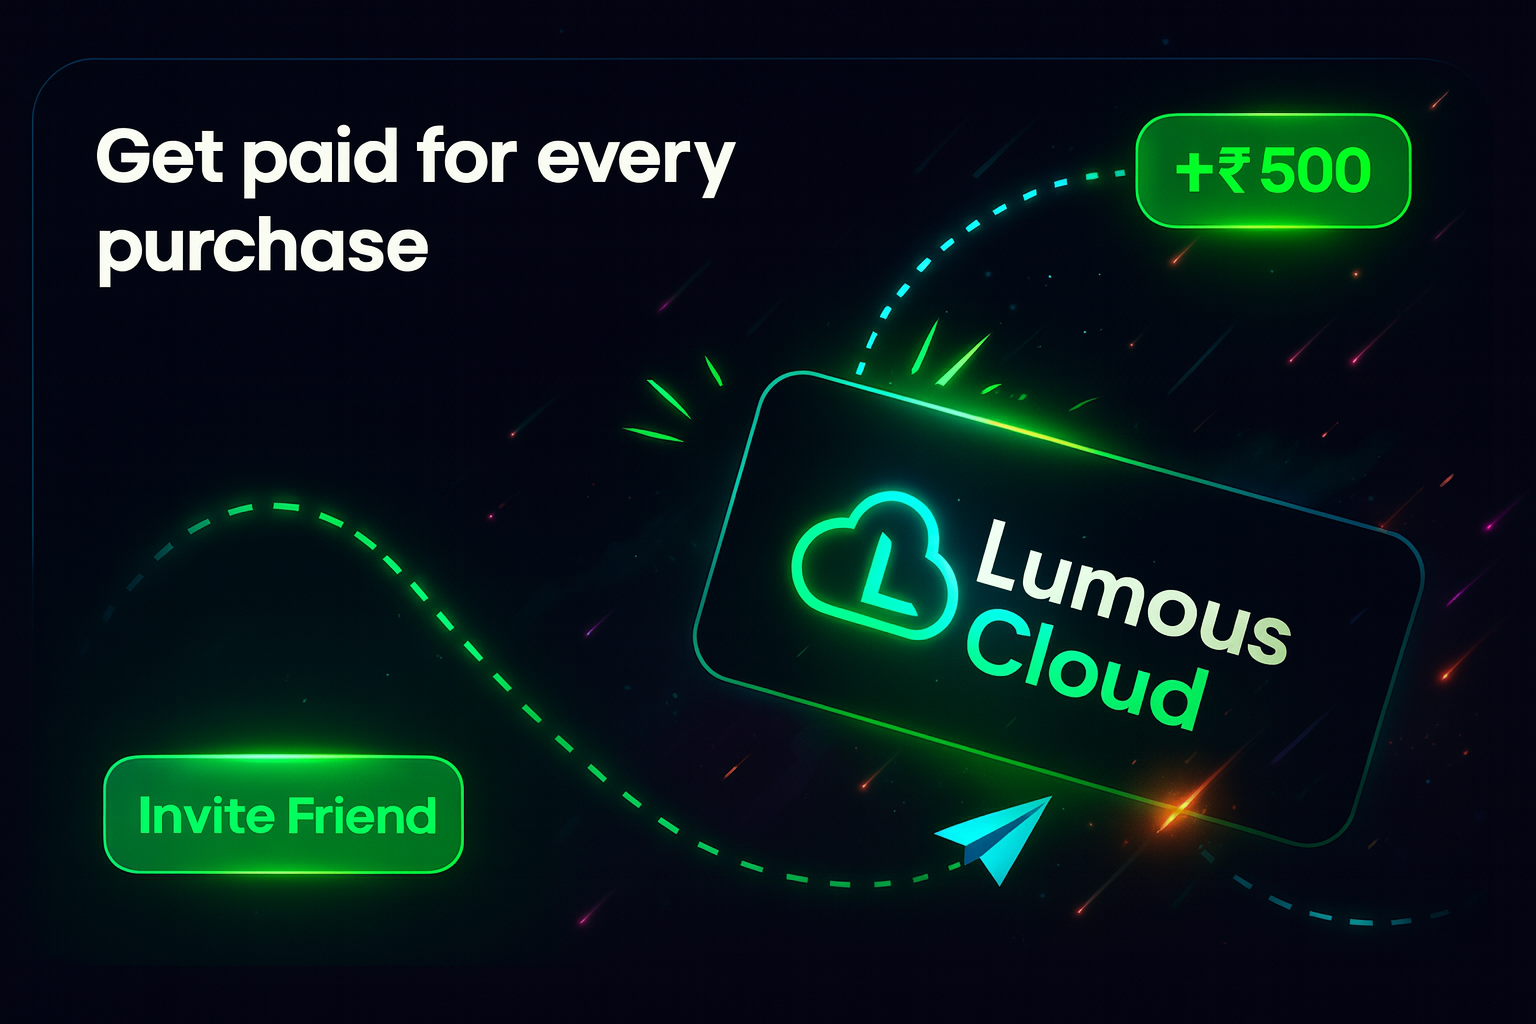 Get paid for every
purchase
+₹500
L
Lumous
Cloud
Invite Friend